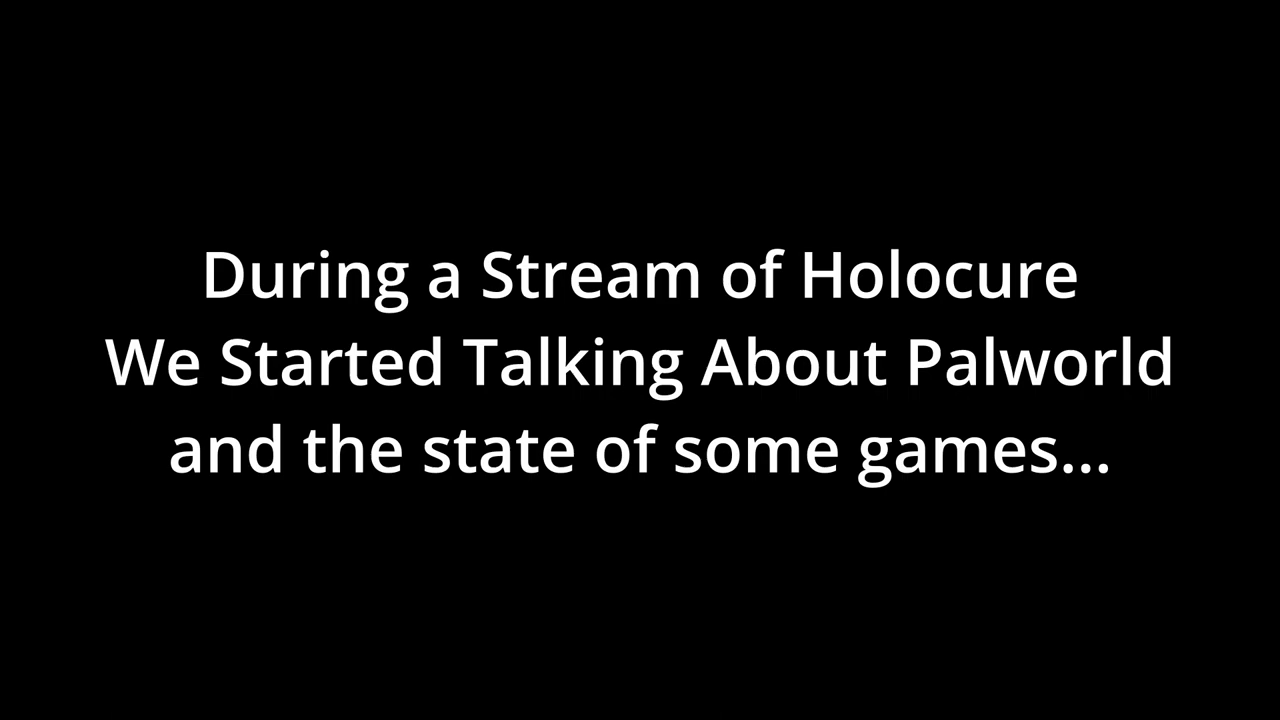 During a Stream of Holocure
We Started Talking About Palworld
and the state of some games...